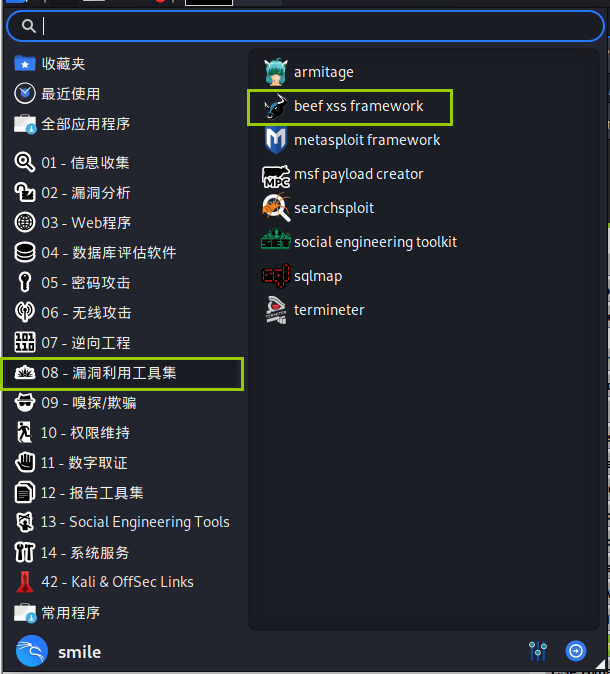 收藏夹
最近使用
全部应用程序
01 - 信息收集
02 - 漏洞分析
03 - Web程序
04 - 数据库评估软件
05 - 密码攻击
06 - 无线攻击
07 - 逆向工程
08 - 漏洞利用工具集
09 - 嗅探/欺骗
10 - 权限维持
11 - 数字取证
12 - 报告工具集
13 - Social Engineering Tools
14 - 系统服务
42 - Kali & OffSec Links
常用程序
smile
armitage
beef xss framework
metasploit framework
msf payload creator
searchsploit
social engineering toolkit
sqlmap
termineter